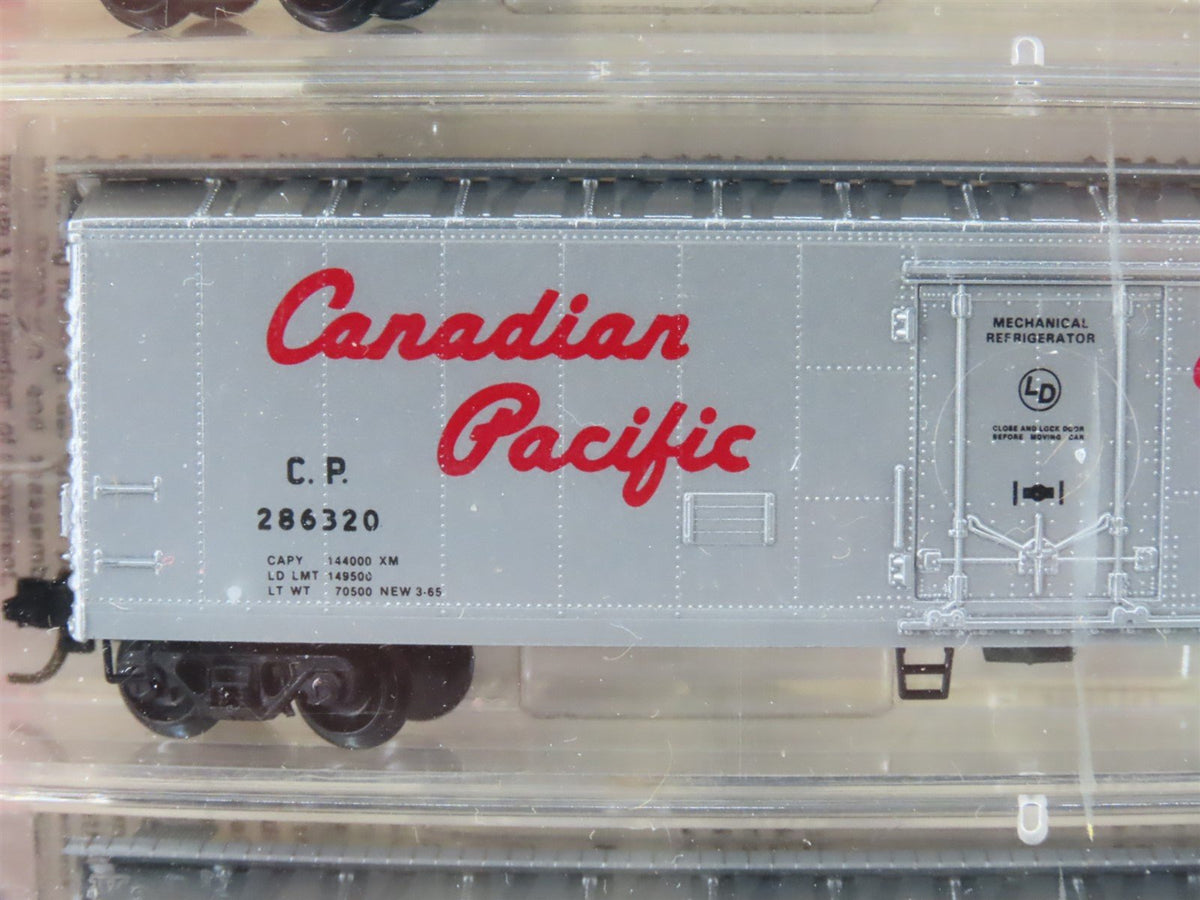 Canadian
Pacific
C.P.
286320
CAPY 144000 XM
LD LMT 149500
LT WT 70500 NEW 3-65
MECHANICAL
REFRIGERATOR
LD
CLOSE AND LOCK DOOR
BEFORE MOVING CAR